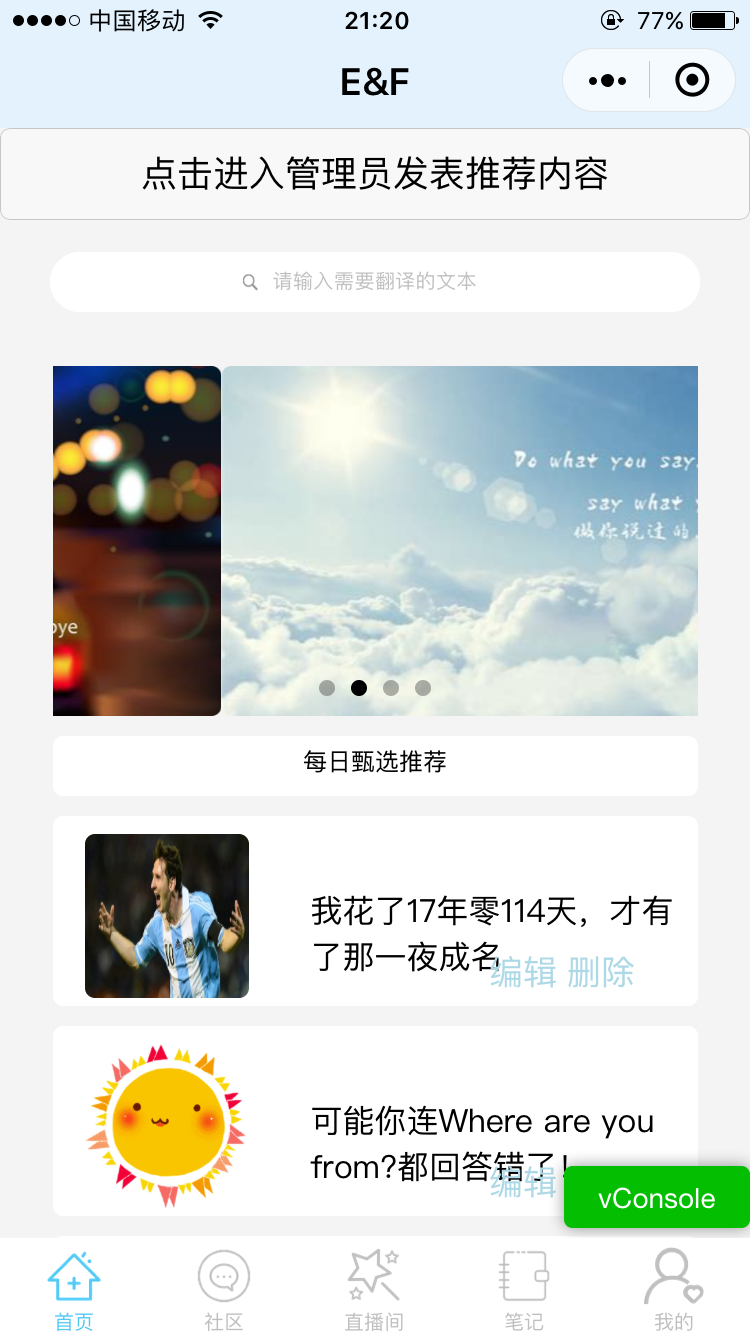 中国移动
21:20
77%
E&F
点击进入管理员发表推荐内容
请输入需要翻译的文本
Do what you say.
say what
做你说过的
bye
每日甄选推荐
10
我花了17年零114天，才有
了那一夜成名
编辑 删除
可能你连Where are you
from?都回答错了!
编辑
vConsole
首页
社区
直播间
笔记
我的